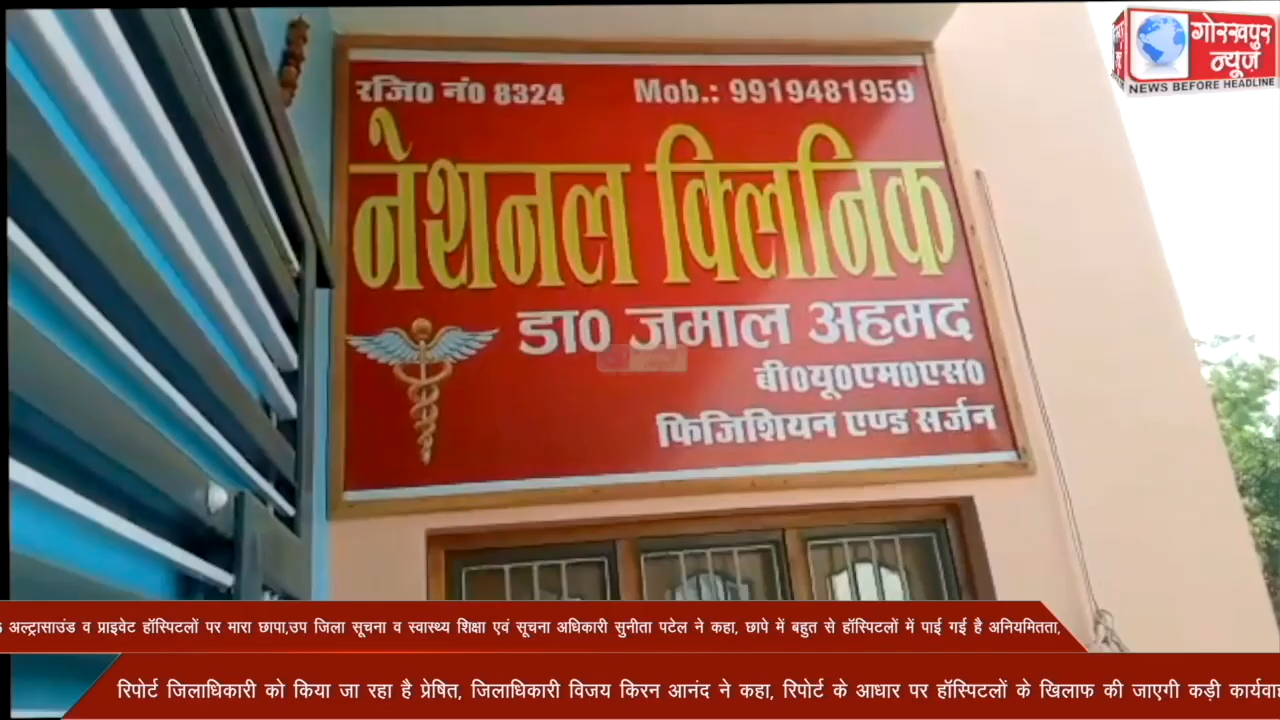 गोरखपुर
न्यूज
NEWS BEFORE HEADLINE
रजि0 नं0 8324 Mob.: 9919481959
नेशनल क्लिनिक
डा0 जमाल अहमद
बी0यू0एम0एस0
फिजिशियन एण्ड सर्जन
अल्ट्रासाउंड व प्राइवेट हॉस्पिटलों पर मारा छापा,उप जिला सूचना व स्वास्थ्य शिक्षा एवं सूचना अधिकारी सुनीता पटेल ने कहा, छापे में बहुत से हॉस्पिटलों में पाई गई है अनियमितता,
रिपोर्ट जिलाधिकारी को किया जा रहा है प्रेषित, जिलाधिकारी विजय किरन आनंद ने कहा, रिपोर्ट के आधार पर हॉस्पिटलों के खिलाफ की जाएगी कड़ी